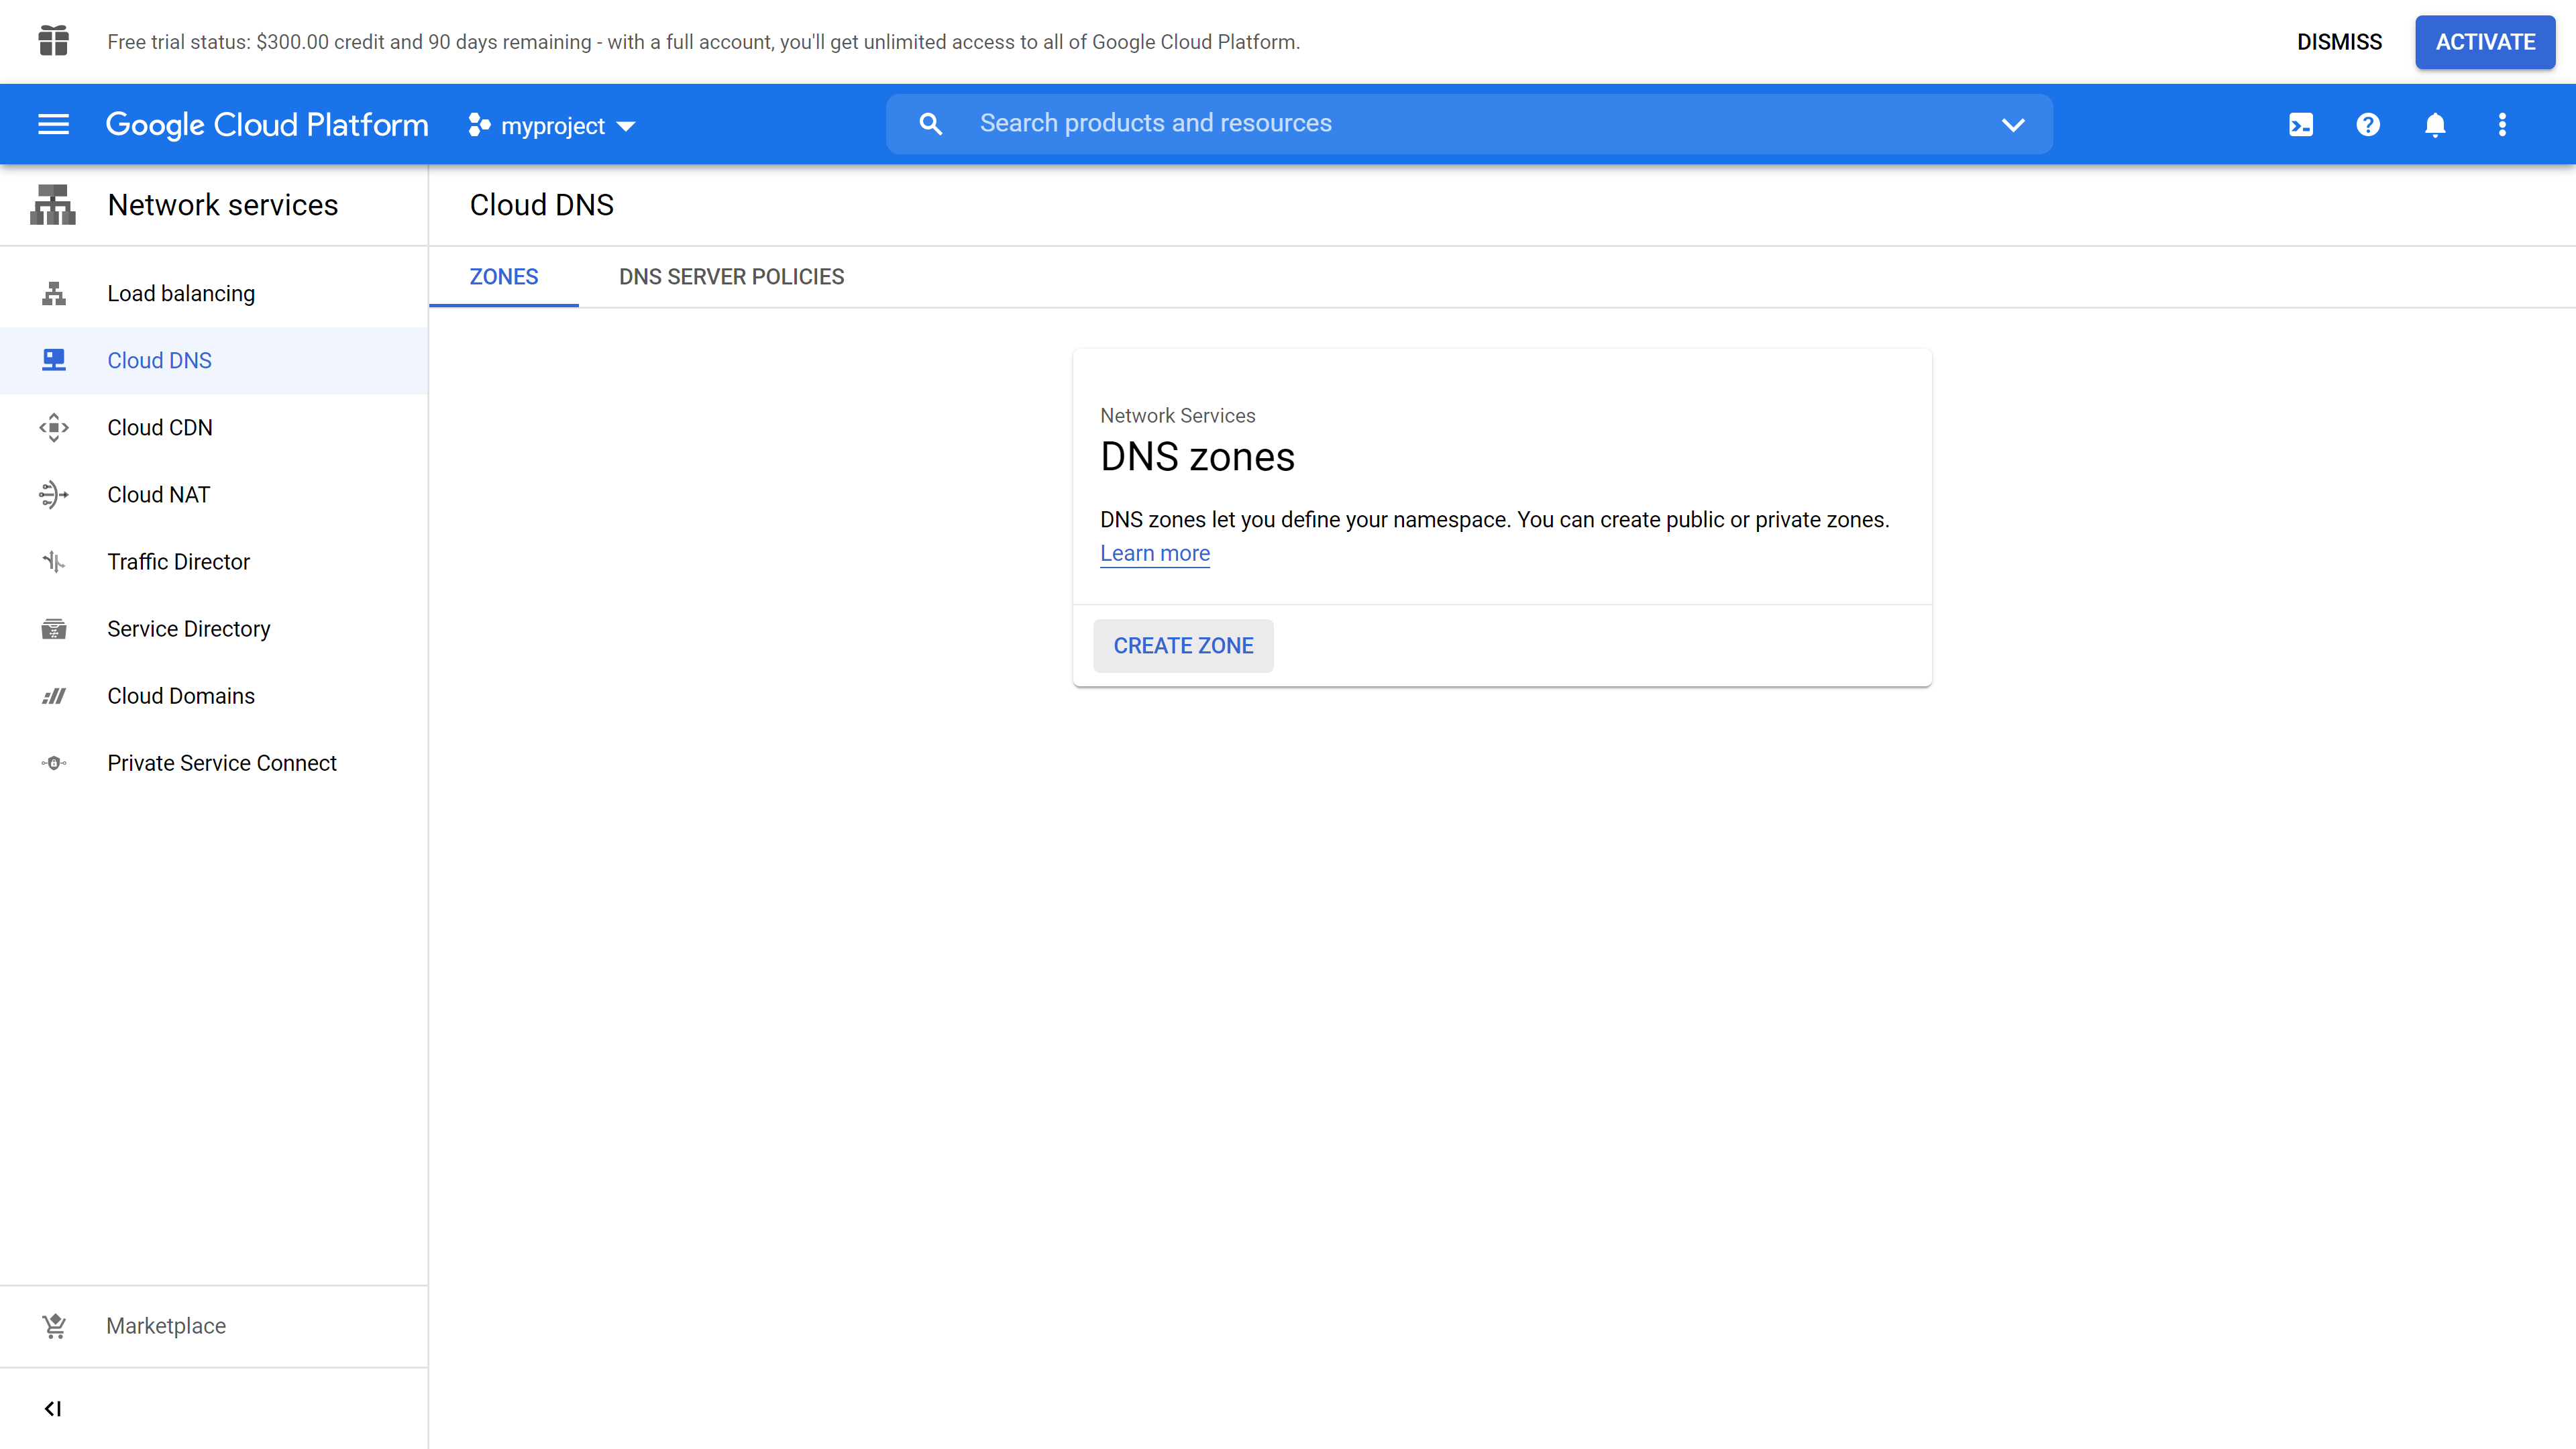 Free trial status: $300.00 credit and 90 days remaining - with a full account, you'll get unlimited access to all of Google Cloud Platform.
DISMISS
ACTIVATE
Google Cloud Platform
myproject
Search products and resources
Network services
Cloud DNS
Load balancing
Cloud DNS
Cloud CDN
Cloud NAT
Traffic Director
Service Directory
Cloud Domains
Private Service Connect
Marketplace
ZONES
DNS SERVER POLICIES
Network Services
DNS zones
DNS zones let you define your namespace. You can create public or private zones.
Learn more
CREATE ZONE